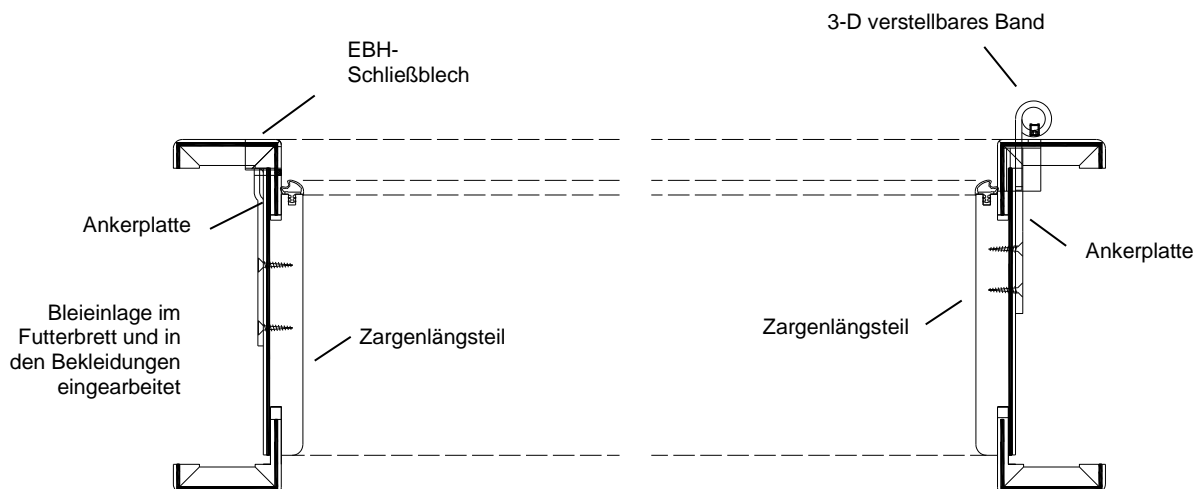 3-D verstellbares Band
EBH-
Schließblech
Ankerplatte
Ankerplatte
Bleieinlage im
Futterbrett und in
den Bekleidungen
eingearbeitet
Zargenlängsteil
Zargenlängsteil